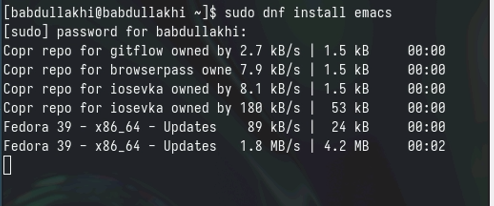 [babdullakhi@babdullakhi ~]$ sudo dnf install emacs
[sudo] password for babdullakhi:
Copr repo for gitflow owned by 2.7 kB/s | 1.5 kB     00:00
Copr repo for browserpass owne 7.9 kB/s | 1.5 kB     00:00
Copr repo for iosevka owned by 8.1 kB/s | 1.5 kB     00:00
Copr repo for iosevka owned by 180 kB/s |  53 kB     00:00
Fedora 39 - x86_64 - Updates    89 kB/s |  24 kB     00:00
Fedora 39 - x86_64 - Updates   1.8 MB/s | 4.2 MB     00:02